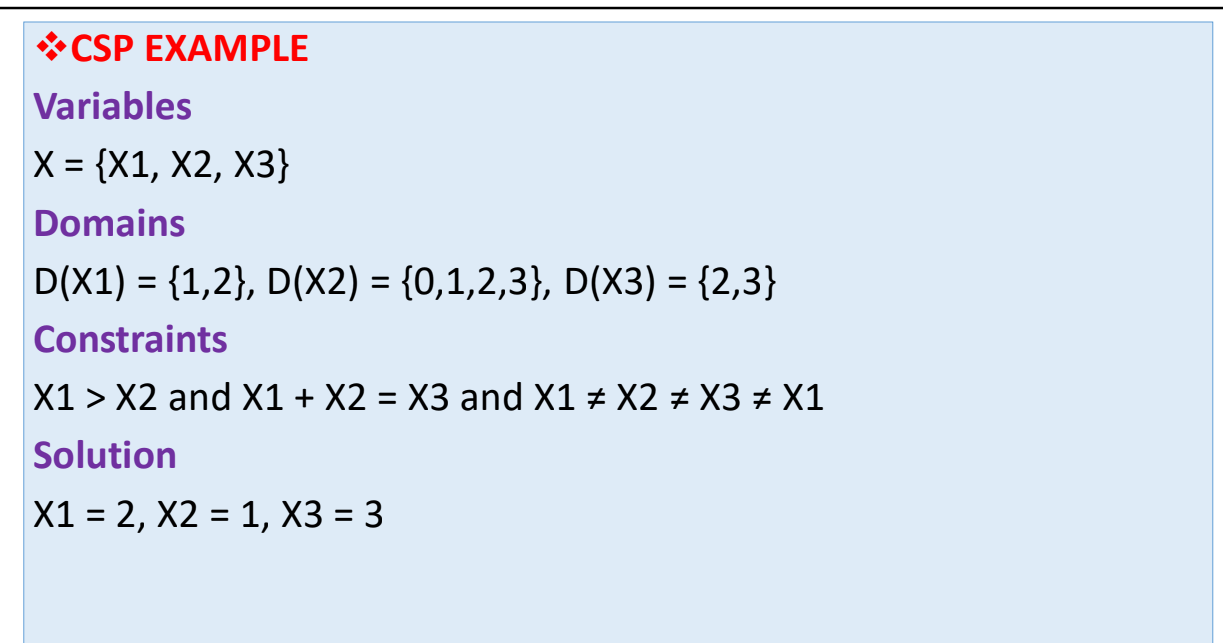 ❖CSP EXAMPLE
Variables
X = {X1, X2, X3}
Domains
D(X1) = {1,2}, D(X2) = {0,1,2,3}, D(X3) = {2,3}
Constraints
X1 > X2 and X1 + X2 = X3 and X1 ≠ X2 ≠ X3 ≠ X1
Solution
X1 = 2, X2 = 1, X3 = 3